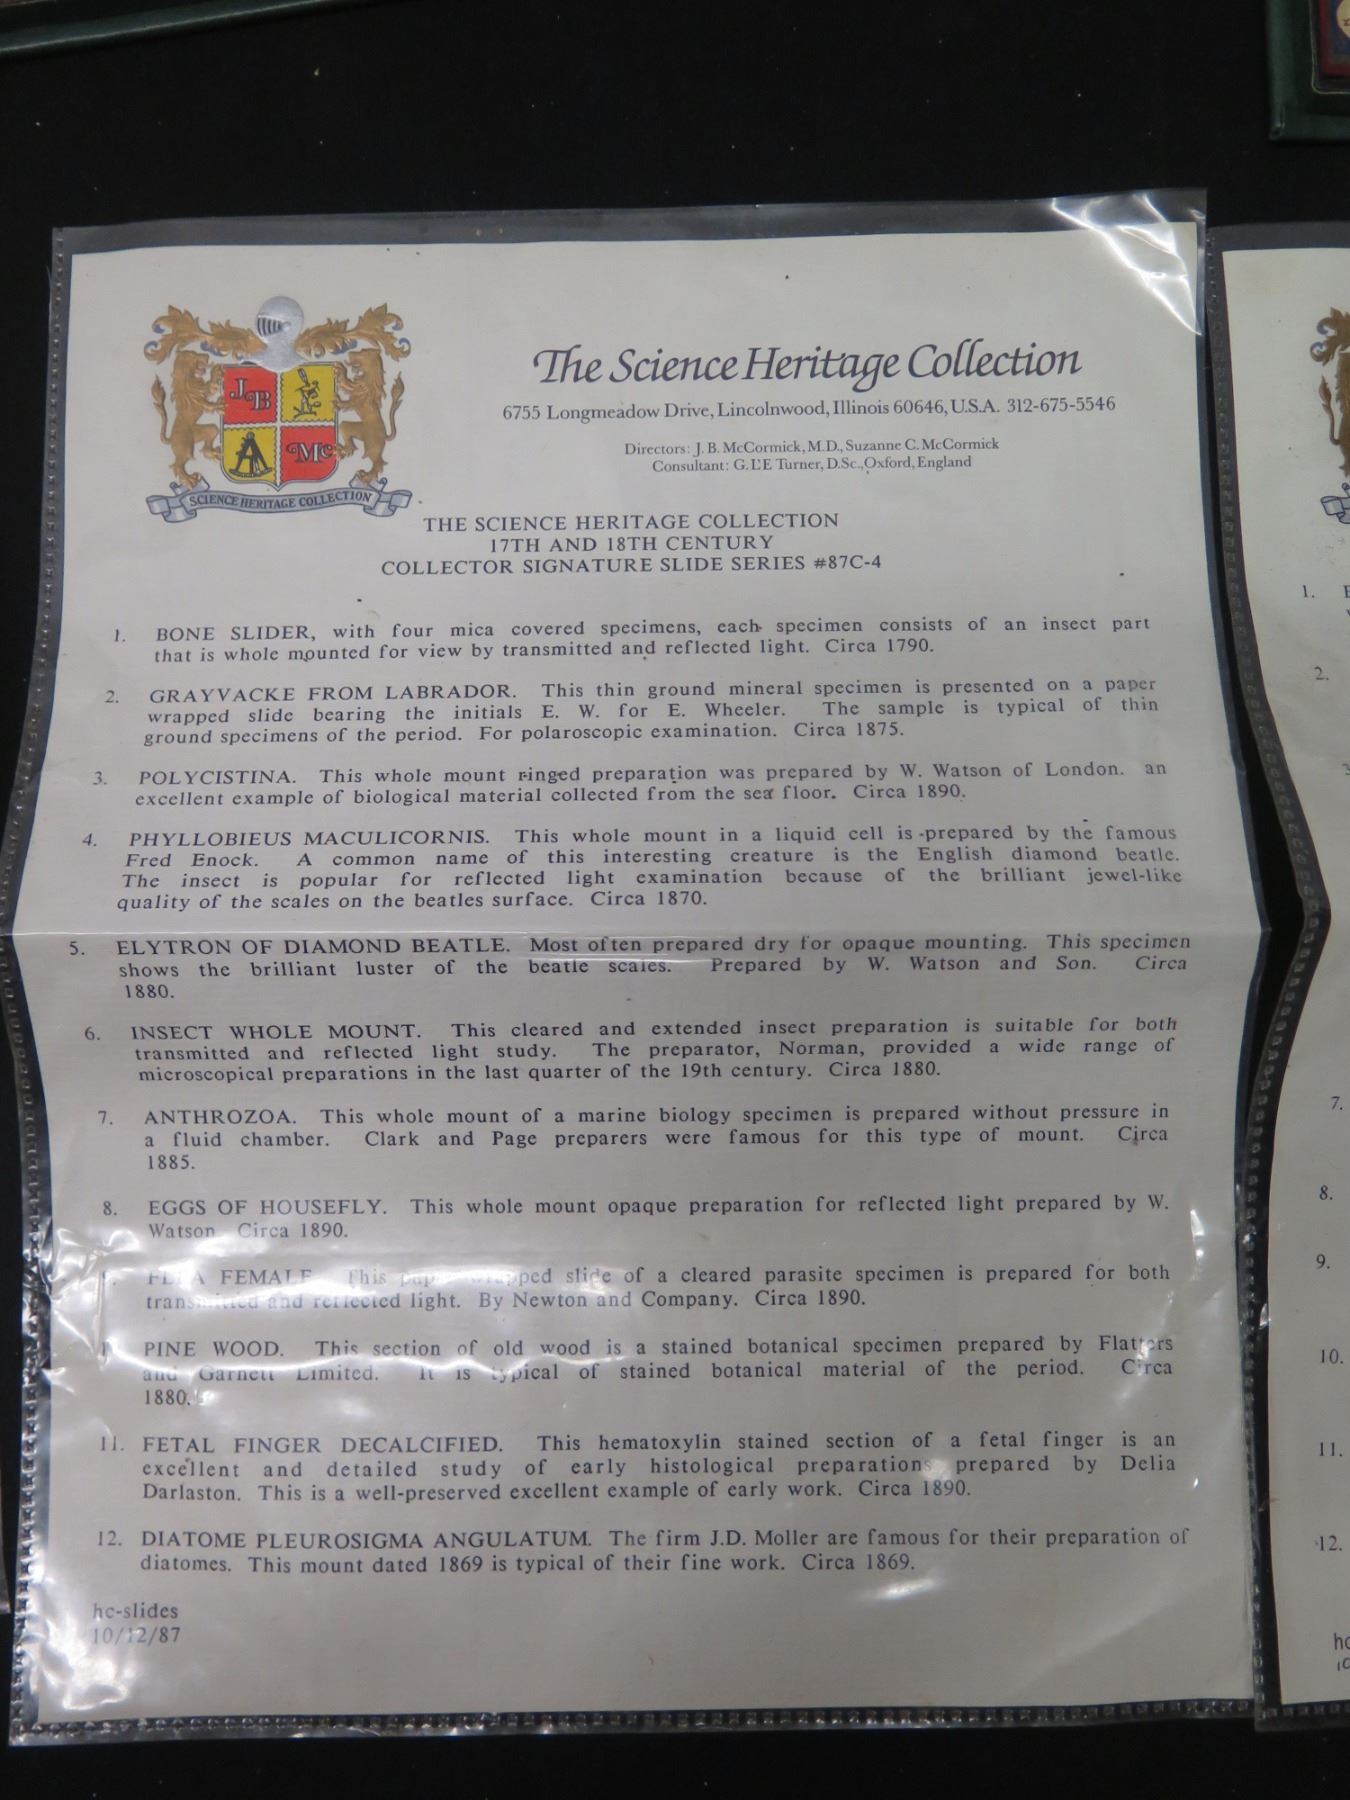 J B
Mc
SCIENCE HERITAGE COLLECTION
The Science Heritage Collection
6755 Longmeadow Drive, Lincolnwood, Illinois 60646, U.S.A. 312-675-5546
Directors: J. B. McCormick, M.D., Suzanne C. McCormick
Consultant: G. L'E Turner, D.Sc., Oxford, England
THE SCIENCE HERITAGE COLLECTION
17TH AND 18TH CENTURY
COLLECTOR SIGNATURE SLIDE SERIES #87C-4
1. BONE SLIDER, with four mica covered specimens, each specimen consists of an insect part
that is whole mounted for view by transmitted and reflected light. Circa 1790.
2. GRAYVACKE FROM LABRADOR. This thin ground mineral specimen is presented on a paper
wrapped slide bearing the initials E. W. for E. Wheeler. The sample is typical of thin
ground specimens of the period. For polaroscopic examination. Circa 1875.
3. POLYCISTINA. This whole mount ringed preparation was prepared by W. Watson of London. an
excellent example of biological material collected from the sea floor. Circa 1890.
4. PHYLLOBIEUS MACULICORNIS. This whole mount in a liquid cell is prepared by the famous
Fred Enock. A common name of this interesting creature is the English diamond beatle.
The insect is popular for reflected light examination because of the brilliant jewel-like
quality of the scales on the beatles surface. Circa 1870.
5. ELYTRON OF DIAMOND BEATLE. Most often prepared dry for opaque mounting. This specimen
shows the brilliant luster of the beatle scales. Prepared by W. Watson and Son. Circa
1880.
6. INSECT WHOLE MOUNT. This cleared and extended insect preparation is suitable for both
transmitted and reflected light study. The preparator, Norman, provided a wide range of
microscopical preparations in the last quarter of the 19th century. Circa 1880.
7. ANTHROZOA. This whole mount of a marine biology specimen is prepared without pressure in
a fluid chamber. Clark and Page preparers were famous for this type of mount. Circa
1885.
8. EGGS OF HOUSEFLY. This whole mount opaque preparation for reflected light prepared by W.
Watson Circa 1890.
FLEA FEMALE This paper wrapped slide of a cleared parasite specimen is prepared for both
transmitted and reflected light. By Newton and Company. Circa 1890.
PINE WOOD. This section of old wood is a stained botanical specimen prepared by Flatters
and Garnett Limited. It is typical of stained botanical material of the period. Circa
1880.
11. FETAL FINGER DECALCIFIED. This hematoxylin stained section of a fetal finger is an
excellent and detailed study of early histological preparations prepared by Delia
Darlaston. This is a well-preserved excellent example of early work. Circa 1890.
12. DIATOME PLEUROSIGMA ANGULATUM. The firm J.D. Moller are famous for their preparation of
diatomes. This mount dated 1869 is typical of their fine work. Circa 1869.
hc-slides
10/12/87
1.
2.
7.
8.
9.
10.
11.
12.